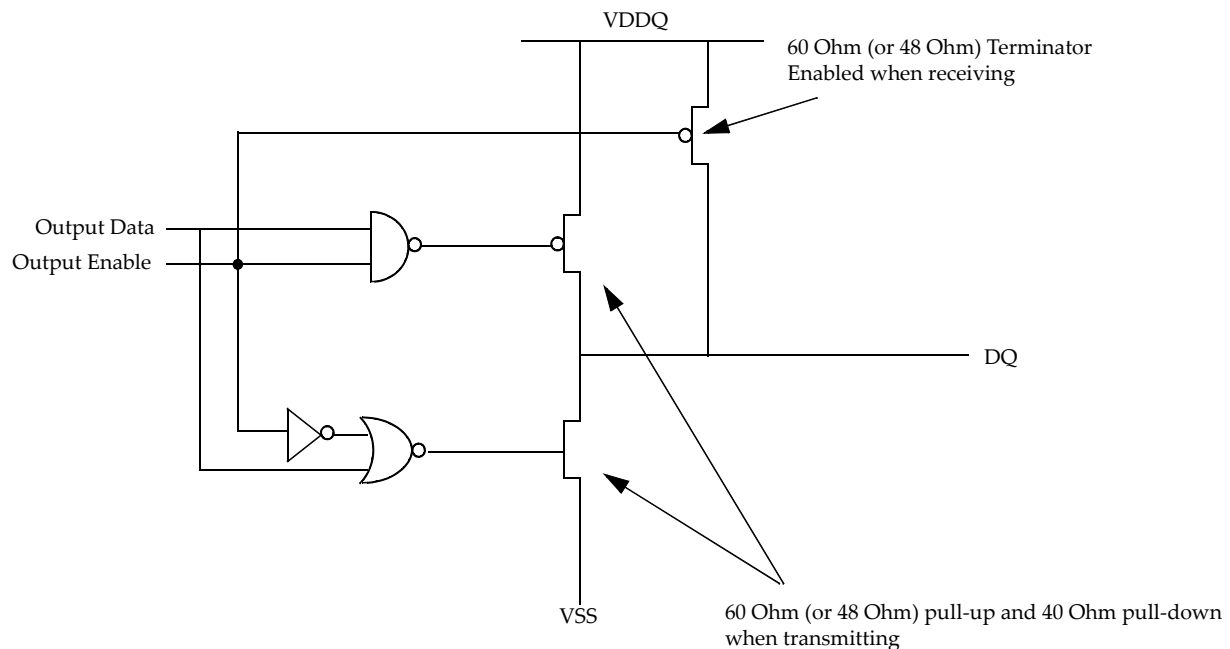 VDDQ
60 Ohm (or 48 Ohm) Terminator
Enabled when receiving
Output Data
Output Enable
DQ
VSS
60 Ohm (or 48 Ohm) pull-up and 40 Ohm pull-down
when transmitting